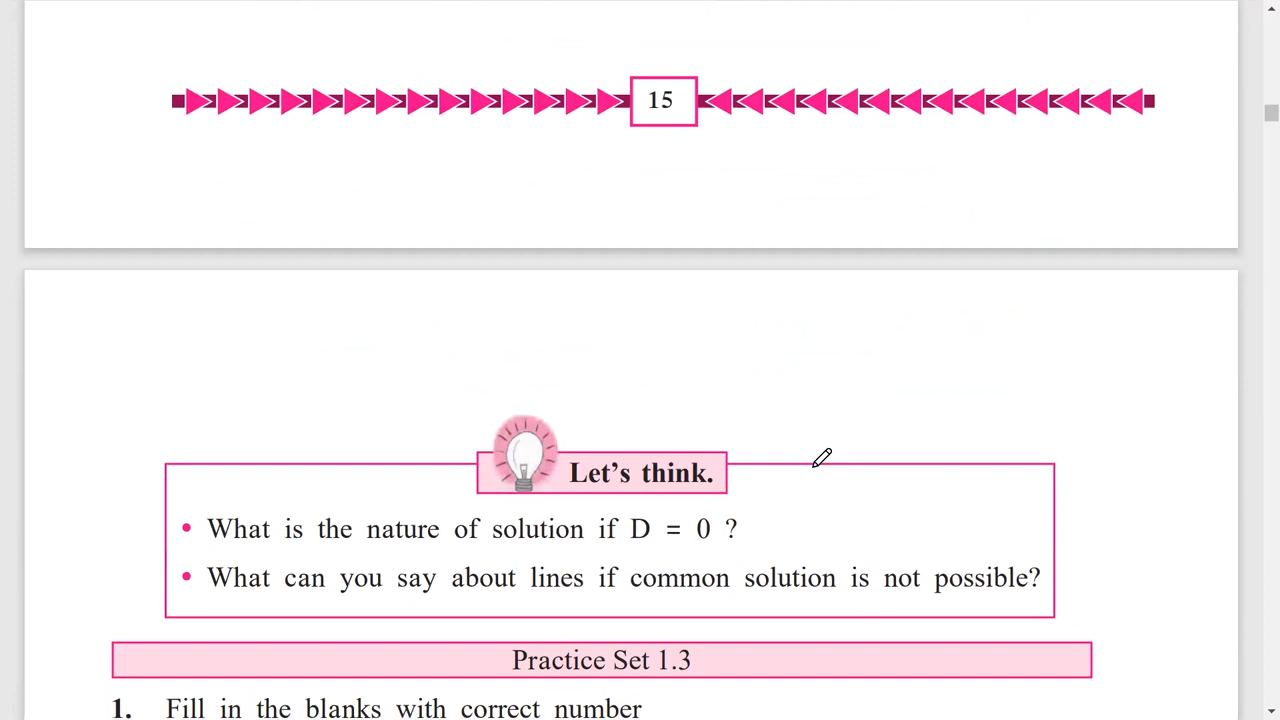 15
Let's think.
• What is the nature of solution if D = 0 ?
• What can you say about lines if common solution is not possible?
Practice Set 1.3
1. Fill in the blanks with correct number